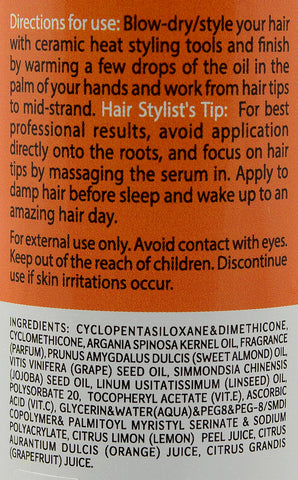 Directions for use: Blow-dry/style your hair
with ceramic heat styling tools and finish
by warming a few drops of the oil in the
palm of your hands and work from hair tips
to mid-strand. Hair Stylist's Tip: For best
professional results, avoid application
directly onto the roots, and focus on hair
tips by massaging the serum in. Apply to
damp hair before sleep and wake up to an
amazing hair day.
For external use only. Avoid contact with eyes.
Keep out of the reach of children. Discontinue
use if skin irritations occur.
INGREDIENTS: CYCLOPENTASILOXANE&DIMETHICONE,
CYCLOMETHICONE, ARGANIA SPINOSA KERNEL OIL, FRAGRANCE
(PARFUM), PRUNUS AMYGDALUS DULCIS (SWEET ALMOND) OIL,
VITIS VINIFERA (GRAPE) SEED OIL, SIMMONDSIA CHINENSIS
(JOJOBA) SEED OIL, LINUM USITATISSIMUM (LINSEED) OIL,
POLYSORBATE 20, TOCOPHERYL ACETATE (VIT.E), ASCORBIC
ACID (VIT.C), GLYCERIN&WATER(AQUA)&PEG8&PEG-8/SMDI
COPOLYMER& PALMITOYL MYRISTYL SERINATE & SODIUM
POLYACRYLATE, CITRUS LIMON (LEMON) PEEL JUICE, CITRUS
AURANTIUM DULCIS (ORANGE) JUICE, CITRUS GRANDIS
(GRAPEFRUIT) JUICE.